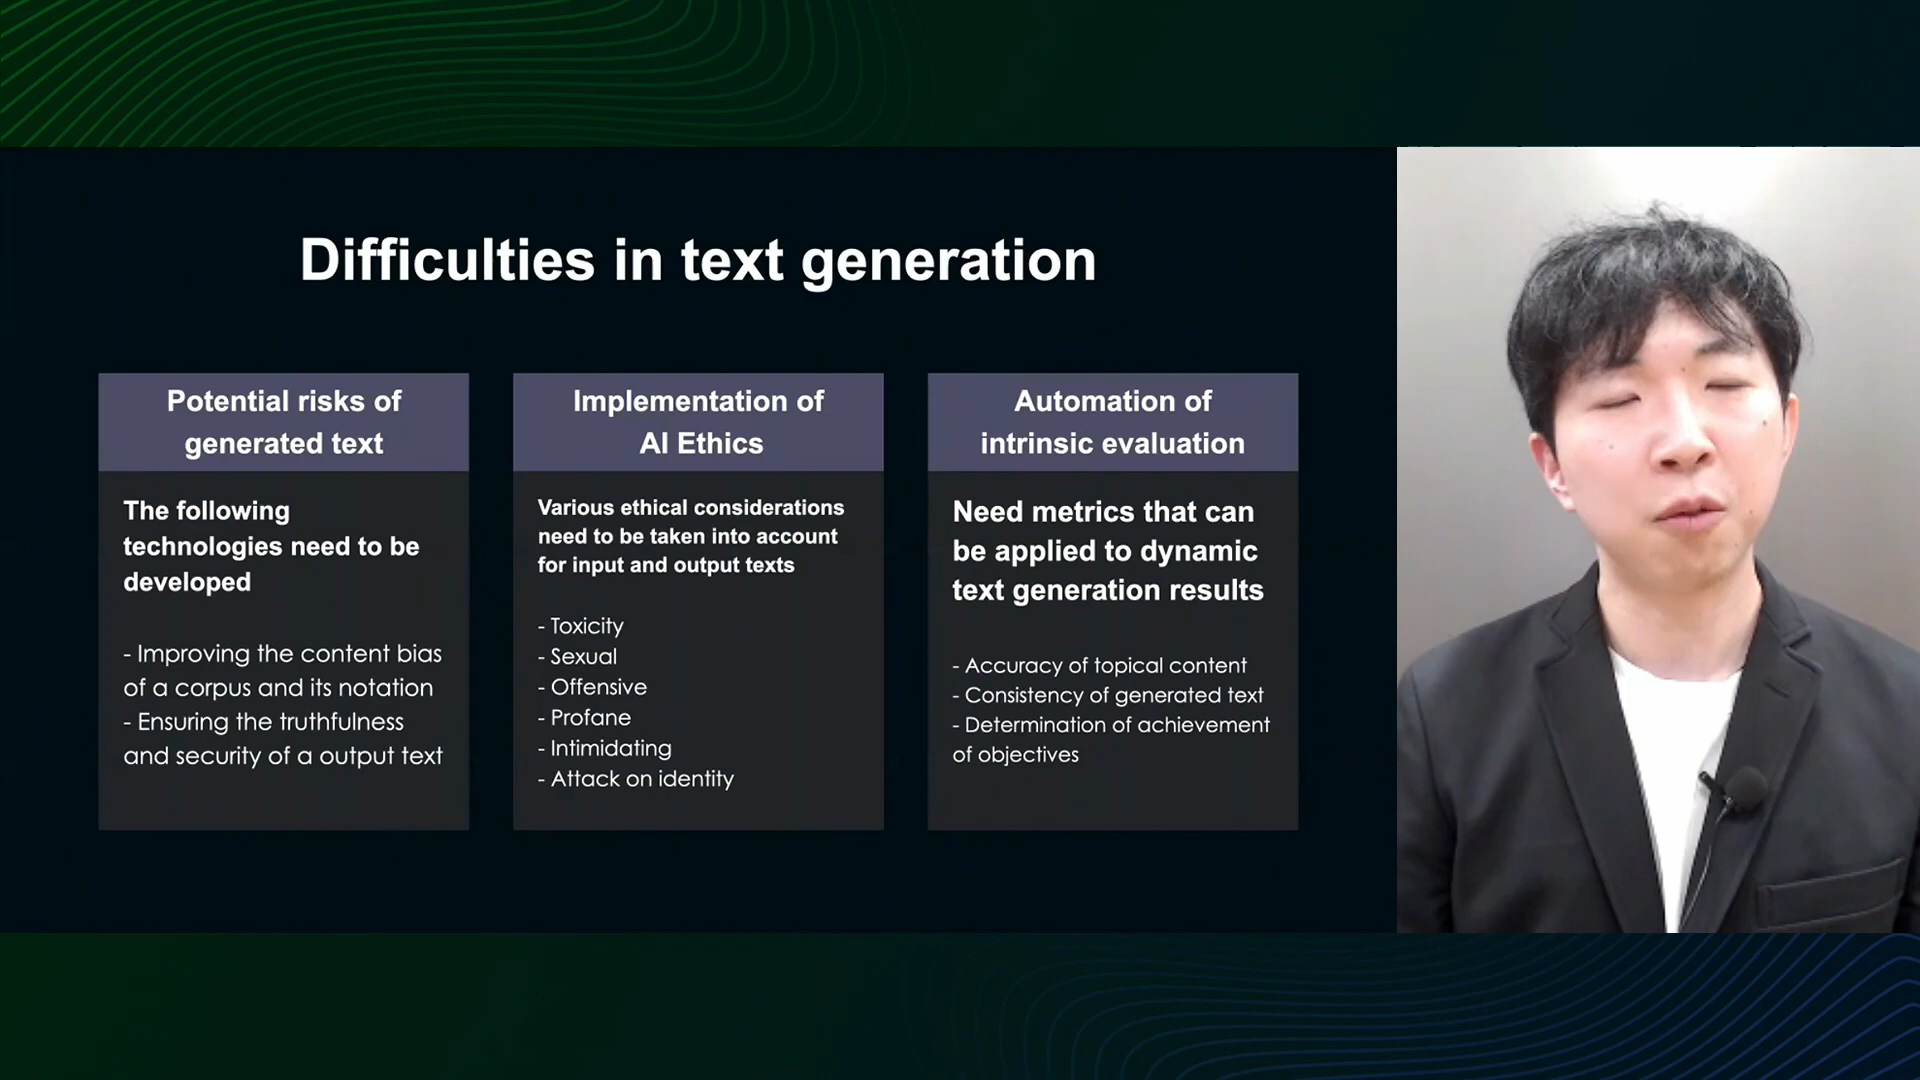 Difficulties in text generation
Potential risks of
generated text
The following
technologies need to be
developed
- Improving the content bias
of a corpus and its notation
- Ensuring the truthfulness
and security of a output text
Implementation of
AI Ethics
Various ethical considerations
need to be taken into account
for input and output texts
- Toxicity
- Sexual
- Offensive
- Profane
- Intimidating
- Attack on identity
Automation of
intrinsic evaluation
Need metrics that can
be applied to dynamic
text generation results
- Accuracy of topical content
- Consistency of generated text
- Determination of achievement
of objectives